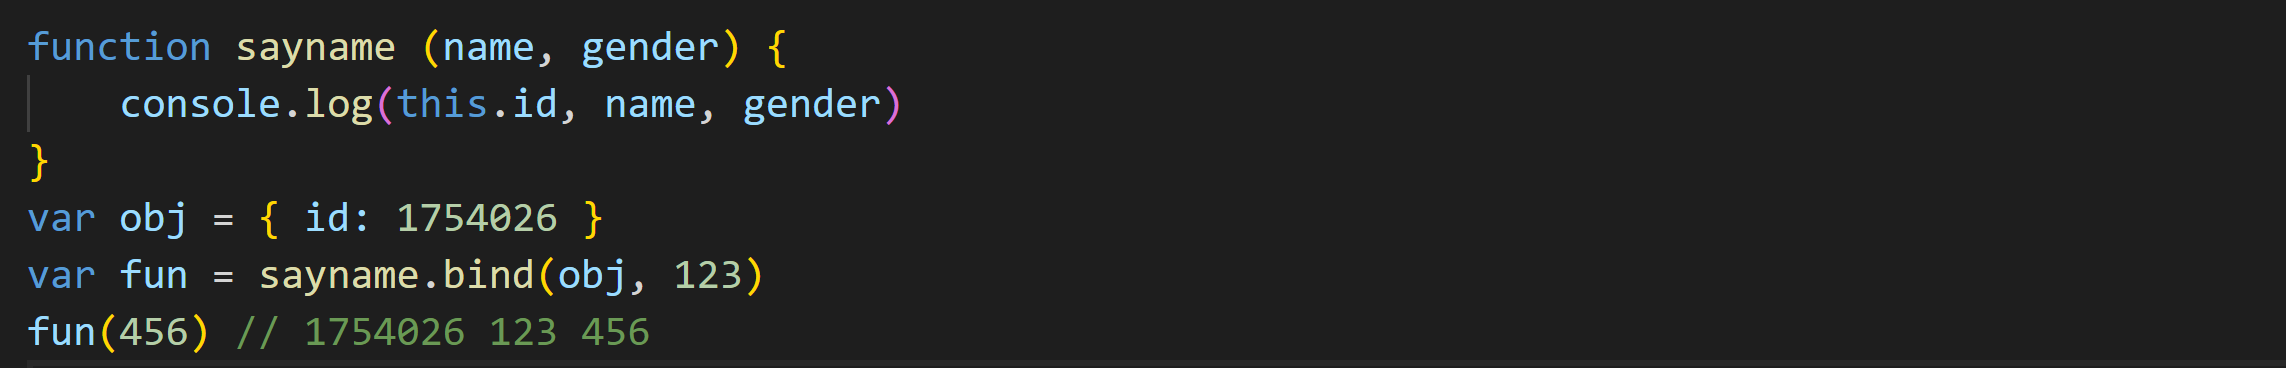 function sayname (name, gender) {
    console.log(this.id, name, gender)
}
var obj = { id: 1754026 }
var fun = sayname.bind(obj, 123)
fun(456) // 1754026 123 456